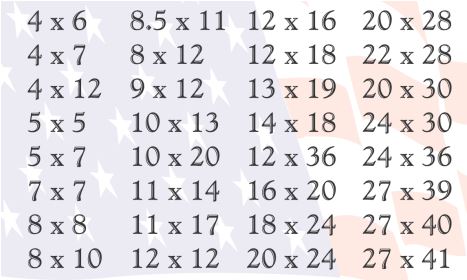 4 x 6 8.5 x 11 12 x 16 20 x 28
4 x 7 8 x 12 12 x 18 22 x 28
4 x 12 9 x 12 13 x 19 20 x 30
5 x 5 10 x 13 14 x 18 24 x 30
5 x 7 10 x 20 12 x 36 24 x 36
7 x 7 11 x 14 16 x 20 27 x 39
8 x 8 11 x 17 18 x 24 27 x 40
8 x 10 12 x 12 20 x 24 27 x 41